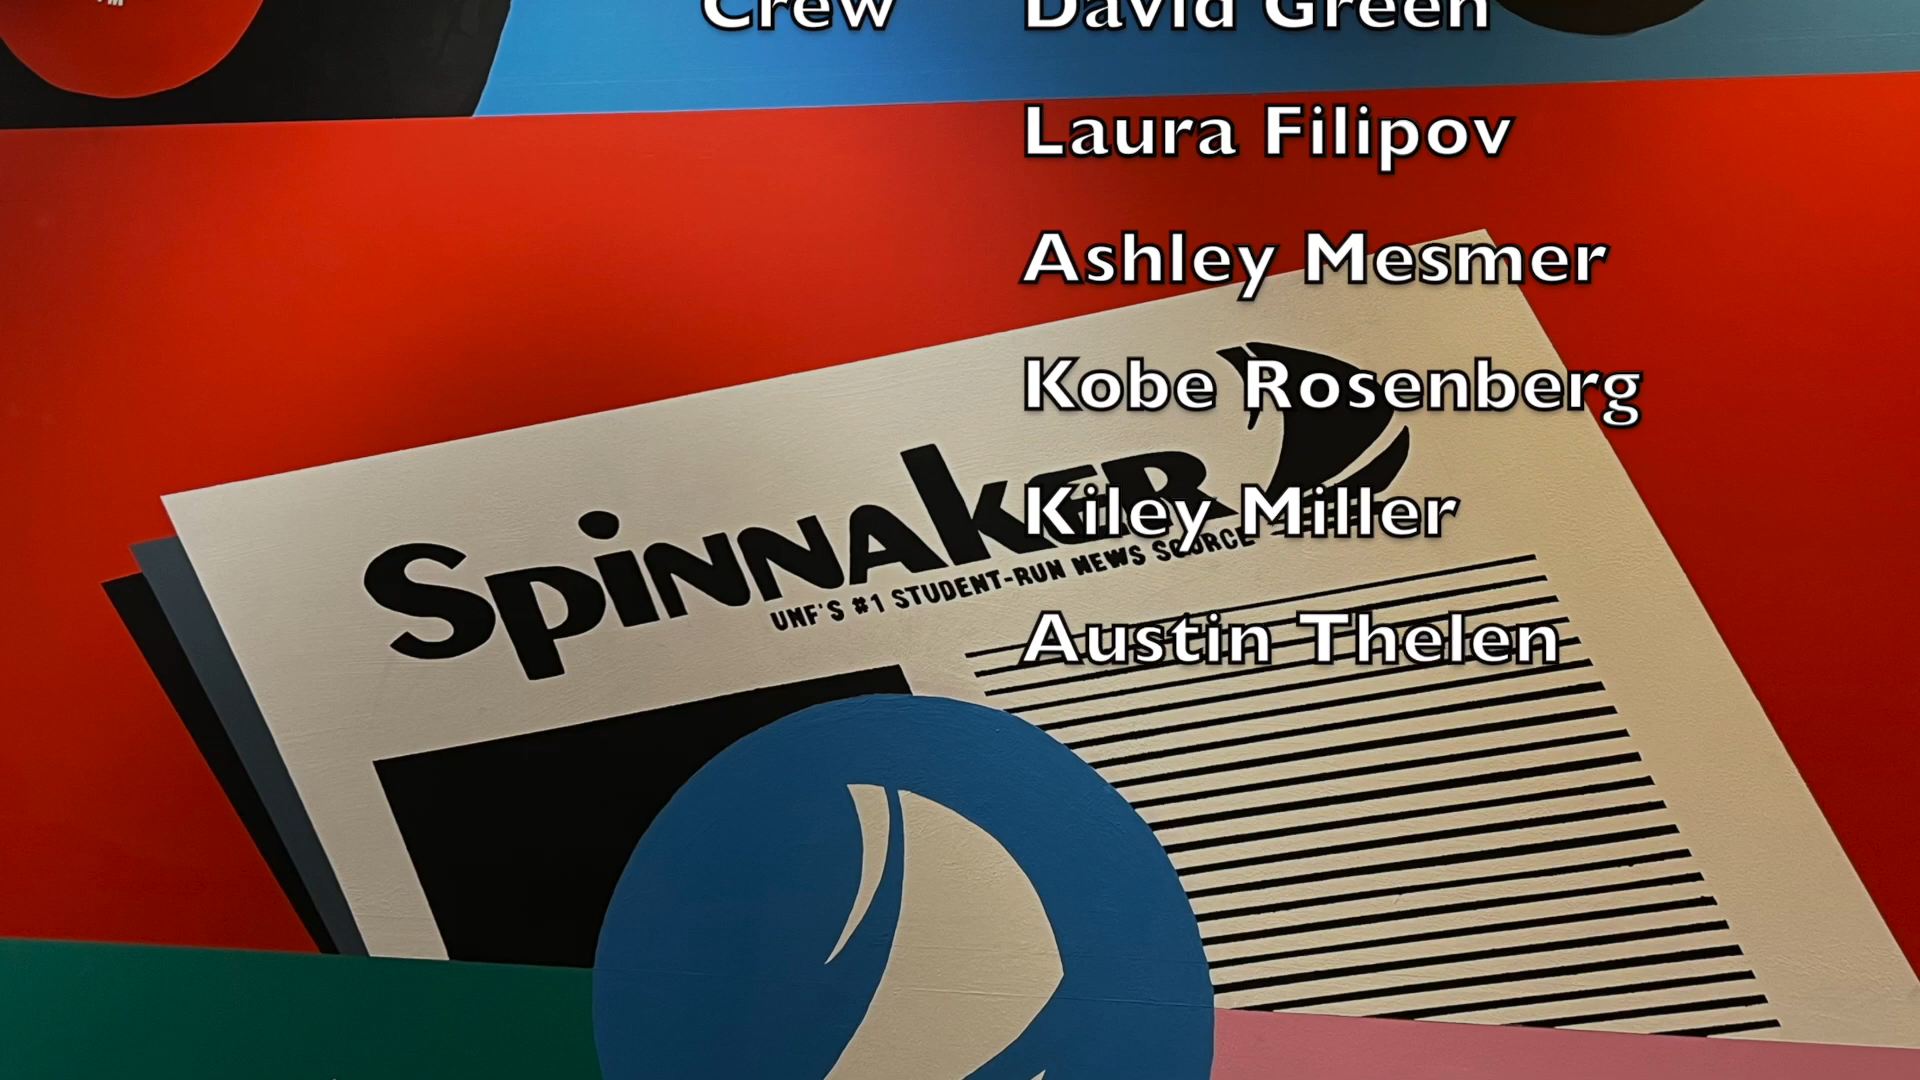 Crew David Green
Laura Filipov
Ashley Mesmer
Kobe Rosenberg
Kiley Miller
Austin Thelen
SpinnakeR
UNF'S #1 STUDENT-RUN NEWS SOURCE